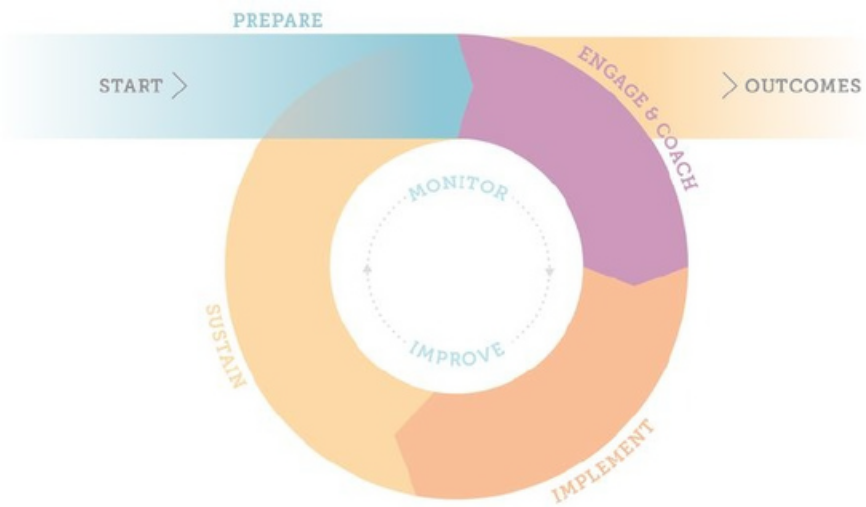 PREPARE
START
ENGAGE & COACH
OUTCOMES
MONITOR
IMPROVE
SUSTAIN
IMPLEMENT